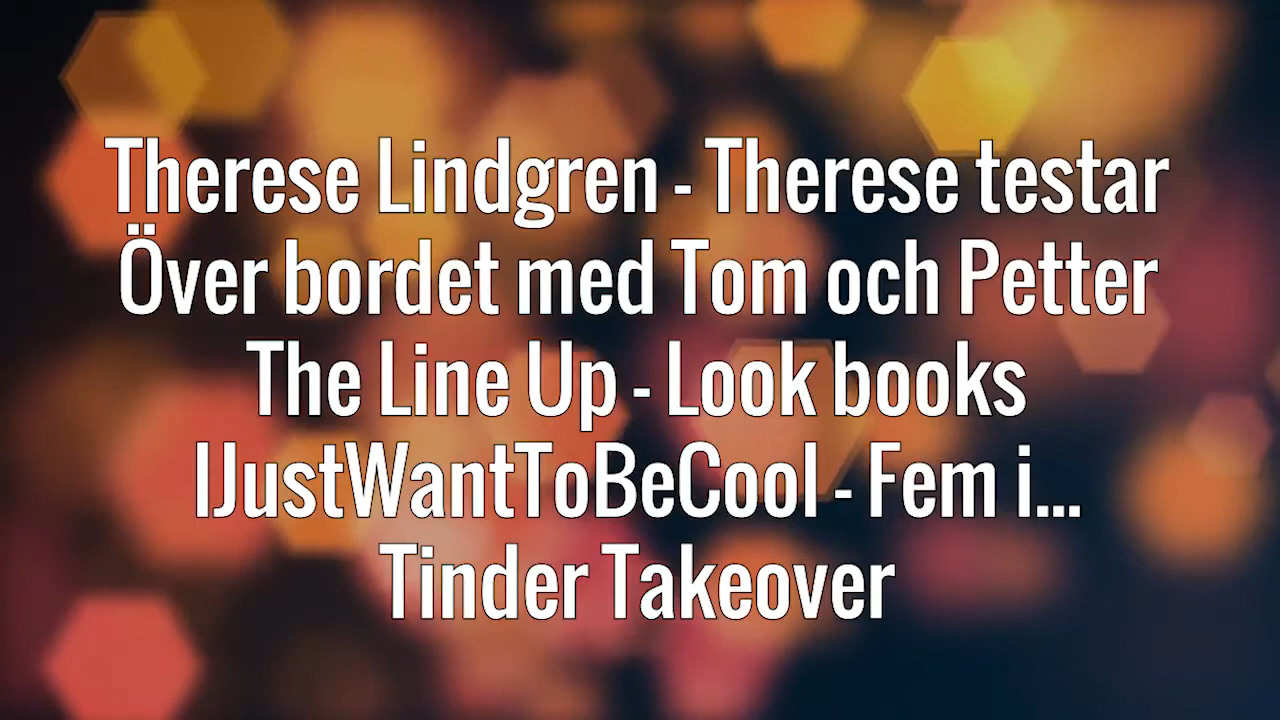 Therese Lindgren - Therese testar
Över bordet med Tom och Petter
The Line Up - Look books
IJustWantToBeCool - Fem i...
Tinder Takeover